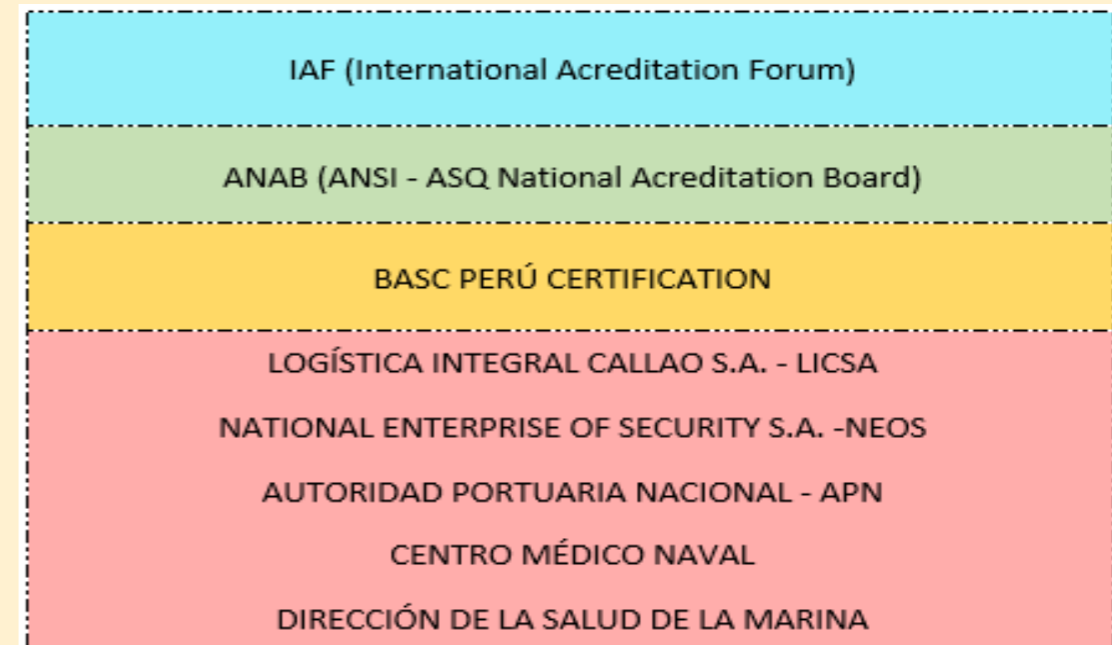 IAF (International Acreditation Forum)
ANAB (ANSI - ASQ National Acreditation Board)
BASC PERÚ CERTIFICATION
LOGÍSTICA INTEGRAL CALLAO S.A. - LICSA
NATIONAL ENTERPRISE OF SECURITY S.A. -NEOS
AUTORIDAD PORTUARIA NACIONAL - APN
CENTRO MÉDICO NAVAL
DIRECCIÓN DE LA SALUD DE LA MARINA